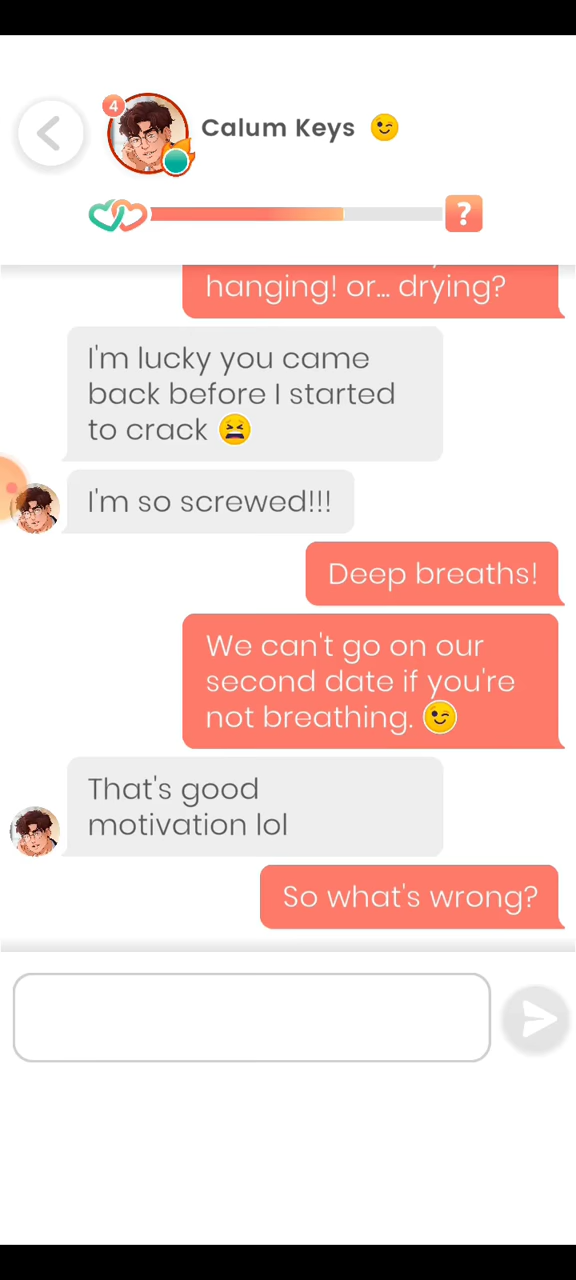 4
Calum Keys 😉
?
hanging! or... drying?
I'm lucky you came
back before I started
to crack 😫
I'm so screwed!!!
Deep breaths!
We can't go on our
second date if you're
not breathing. 😉
That's good
motivation lol
So what's wrong?